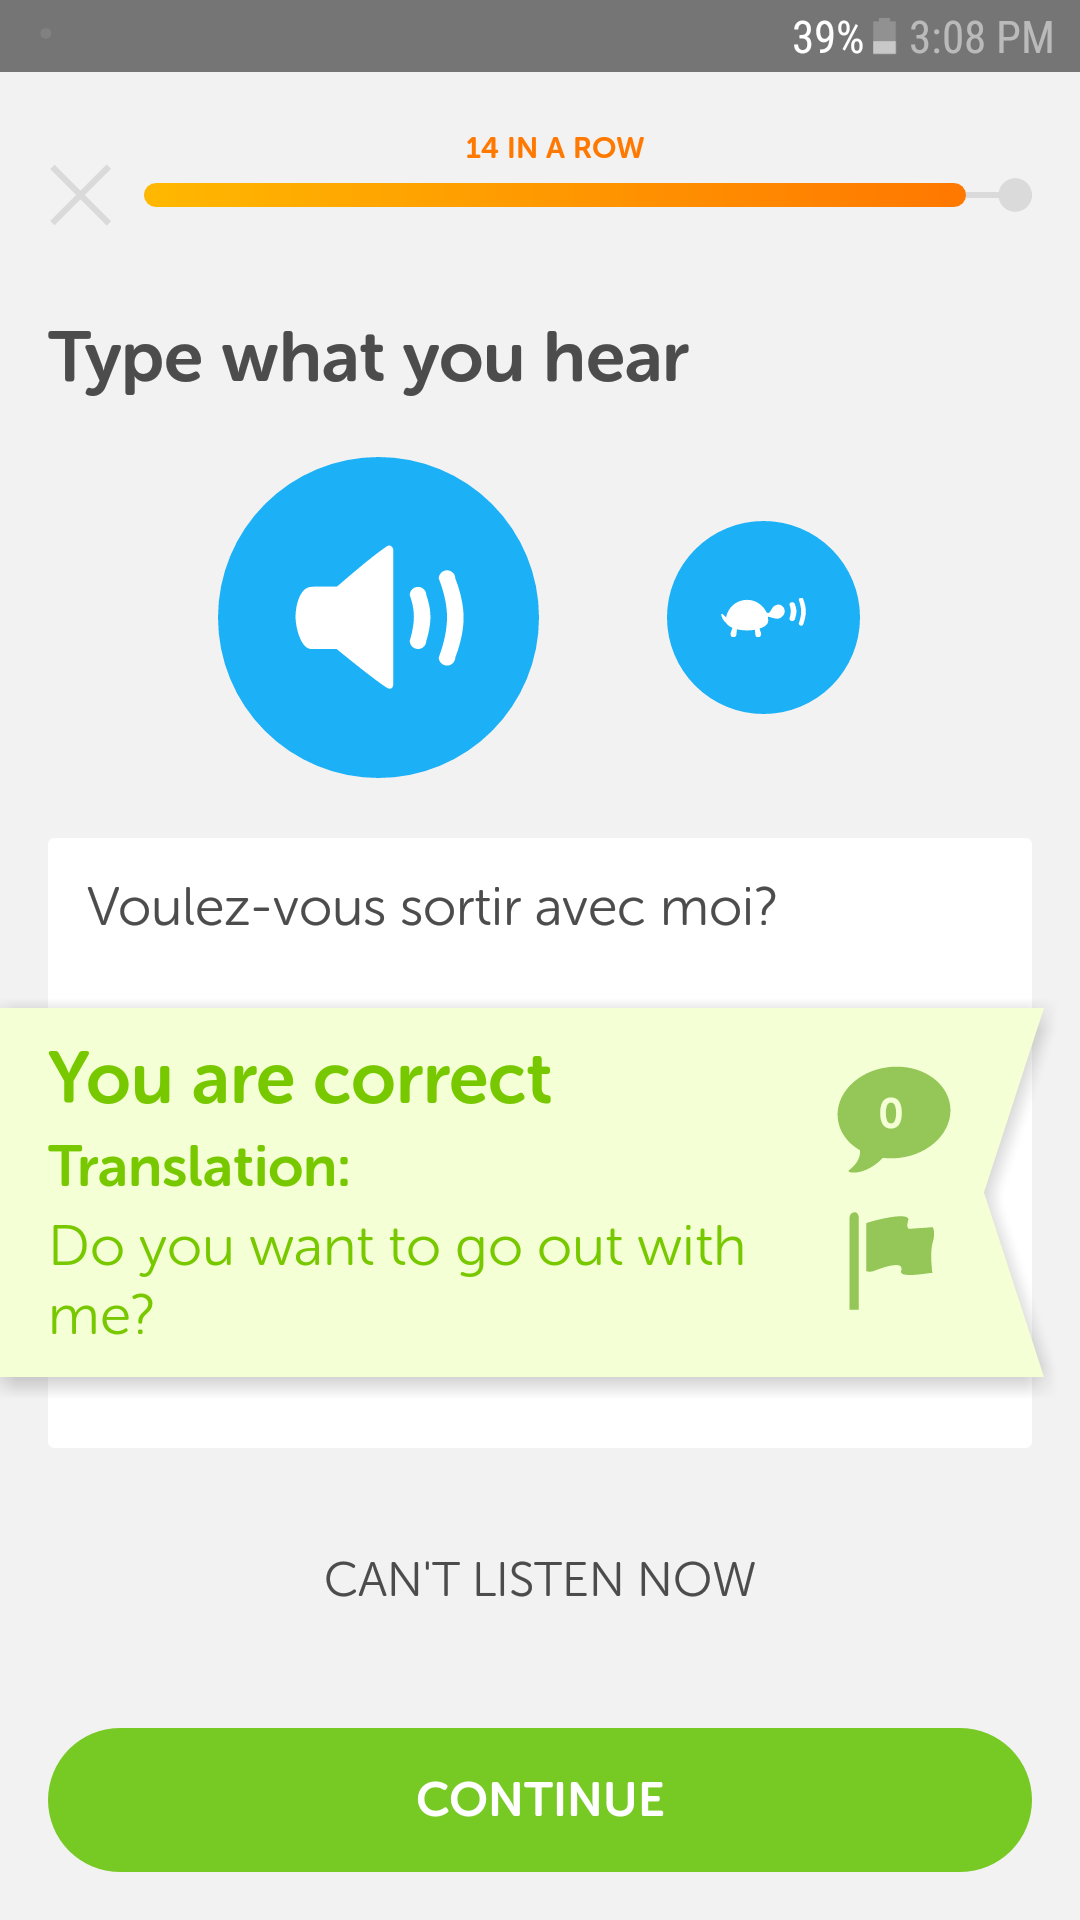 39% 3:08 PM
14 IN A ROW
Type what you hear
Voulez-vous sortir avec moi?
You are correct
0
Translation:
Do you want to go out with
me?
CAN'T LISTEN NOW
CONTINUE